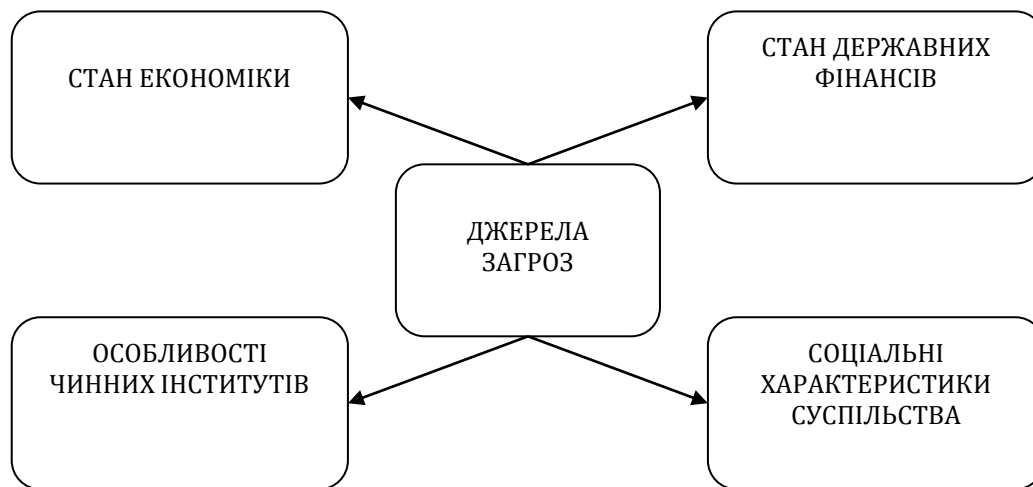 СТАН ЕКОНОМІКИ
СТАН ДЕРЖАВНИХ
ФІНАНСІВ
ДЖЕРЕЛА
ЗАГРОЗ
ОСОБЛИВОСТІ
ЧИННИХ ІНСТИТУТІВ
СОЦІАЛЬНІ
ХАРАКТЕРИСТИКИ
СУСПІЛЬСТВА